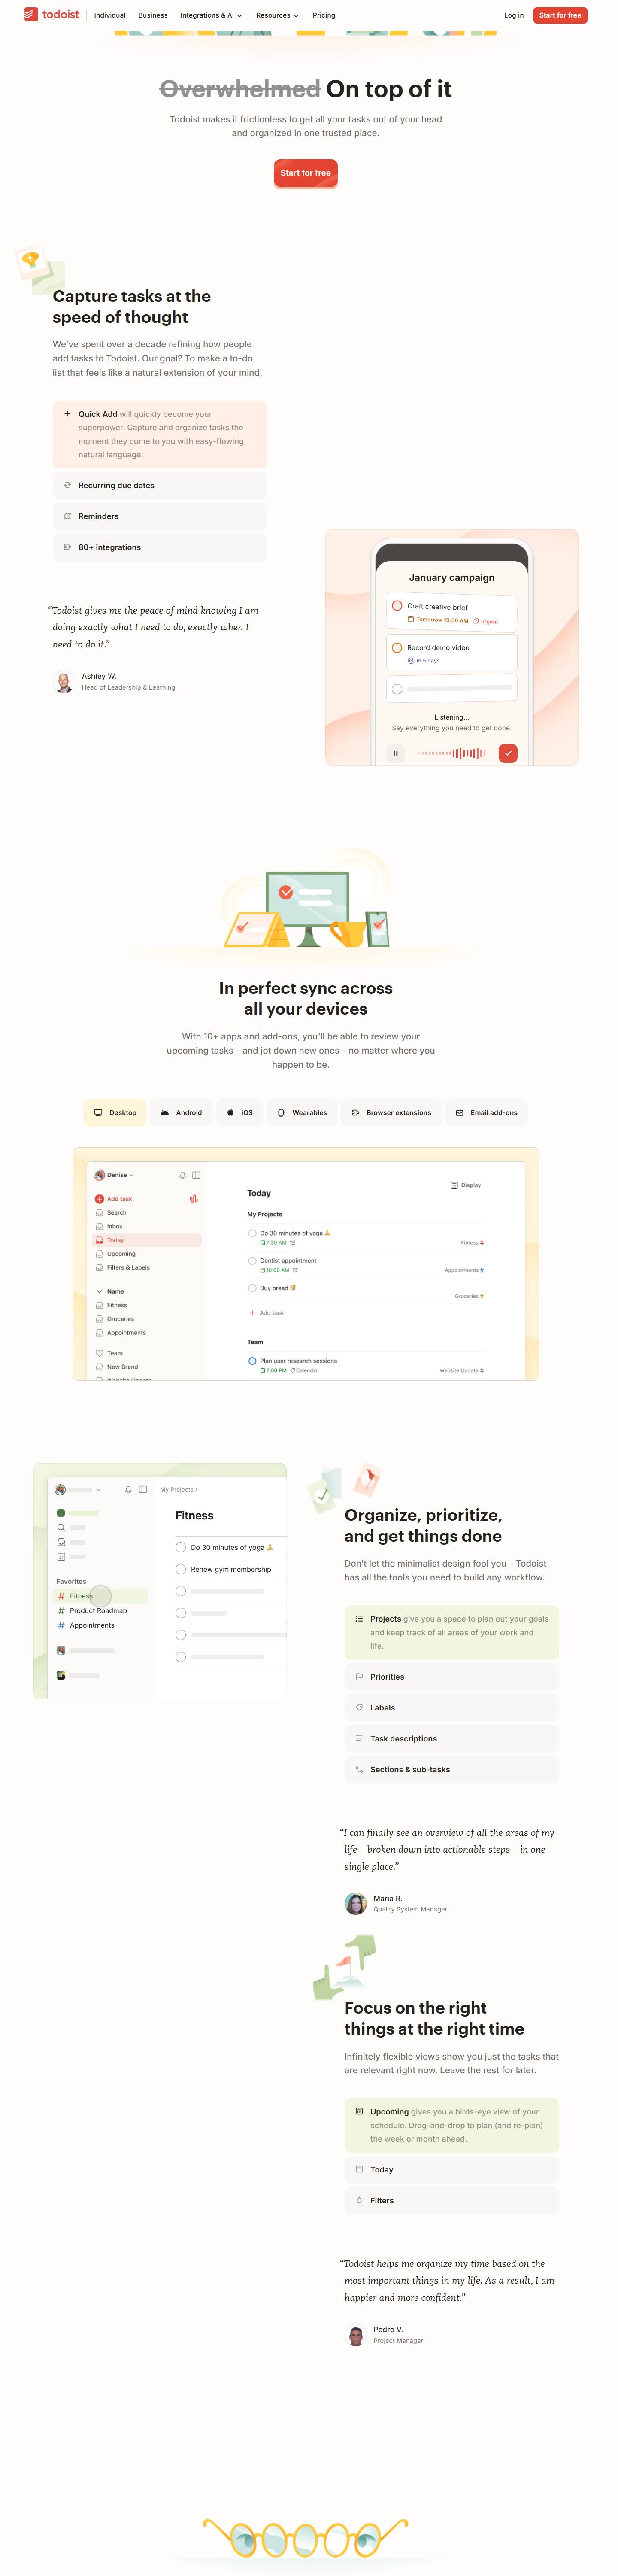 todoist
Individual
Business
Integrations & AI
Resources
Pricing
Log in
Start for free
Overwhelmed On top of it
Todoist makes it frictionless to get all your tasks out of your head
and organized in one trusted place.
Start for free
Capture tasks at the
speed of thought
We've spent over a decade refining how people
add tasks to Todoist. Our goal? To make a to-do
list that feels like a natural extension of your mind.
Quick Add will quickly become your
superpower. Capture and organize tasks the
moment they come to you with easy-flowing,
natural language.
Recurring due dates
Reminders
80+ integrations
“Todoist gives me the peace of mind knowing I am
doing exactly what I need to do, exactly when I
need to do it.”
Ashley W.
Head of Leadership & Learning
January campaign
Craft creative brief
Tomorrow 10:00 AM
urgent
Record demo video
in 5 days
Listening...
Say everything you need to get done.
In perfect sync across
all your devices
With 10+ apps and add-ons, you'll be able to review your
upcoming tasks – and jot down new ones – no matter where you
happen to be.
Desktop
Android
iOS
Wearables
Browser extensions
Email add-ons
Denise
Add task
Search
Inbox
Today
Upcoming
Filters & Labels
Name
Fitness
Groceries
Appointments
Team
New Brand
Website Update
Display
Today
My Projects
Do 30 minutes of yoga 🙏
7:30 AM
Fitness #
Dentist appointment
10:00 AM
Appointments #
Buy bread 🍞
Groceries #
+ Add task
Team
Plan user research sessions
2:00 PM
Calendar
Website Update #
My Projects /
Fitness
Do 30 minutes of yoga 🙏
Renew gym membership
Favorites
# Fitness
# Product Roadmap
# Appointments
Organize, prioritize,
and get things done
Don't let the minimalist design fool you – Todoist
has all the tools you need to build any workflow.
Projects give you a space to plan out your goals
and keep track of all areas of your work and
life.
Priorities
Labels
Task descriptions
Sections & sub-tasks
“I can finally see an overview of all the areas of my
life – broken down into actionable steps – in one
single place.”
Maria R.
Quality System Manager
Focus on the right
things at the right time
Infinitely flexible views show you just the tasks that
are relevant right now. Leave the rest for later.
Upcoming gives you a birds-eye view of your
schedule. Drag-and-drop to plan (and re-plan)
the week or month ahead.
Today
Filters
“Todoist helps me organize my time based on the
most important things in my life. As a result, I am
happier and more confident.”
Pedro V.
Project Manager